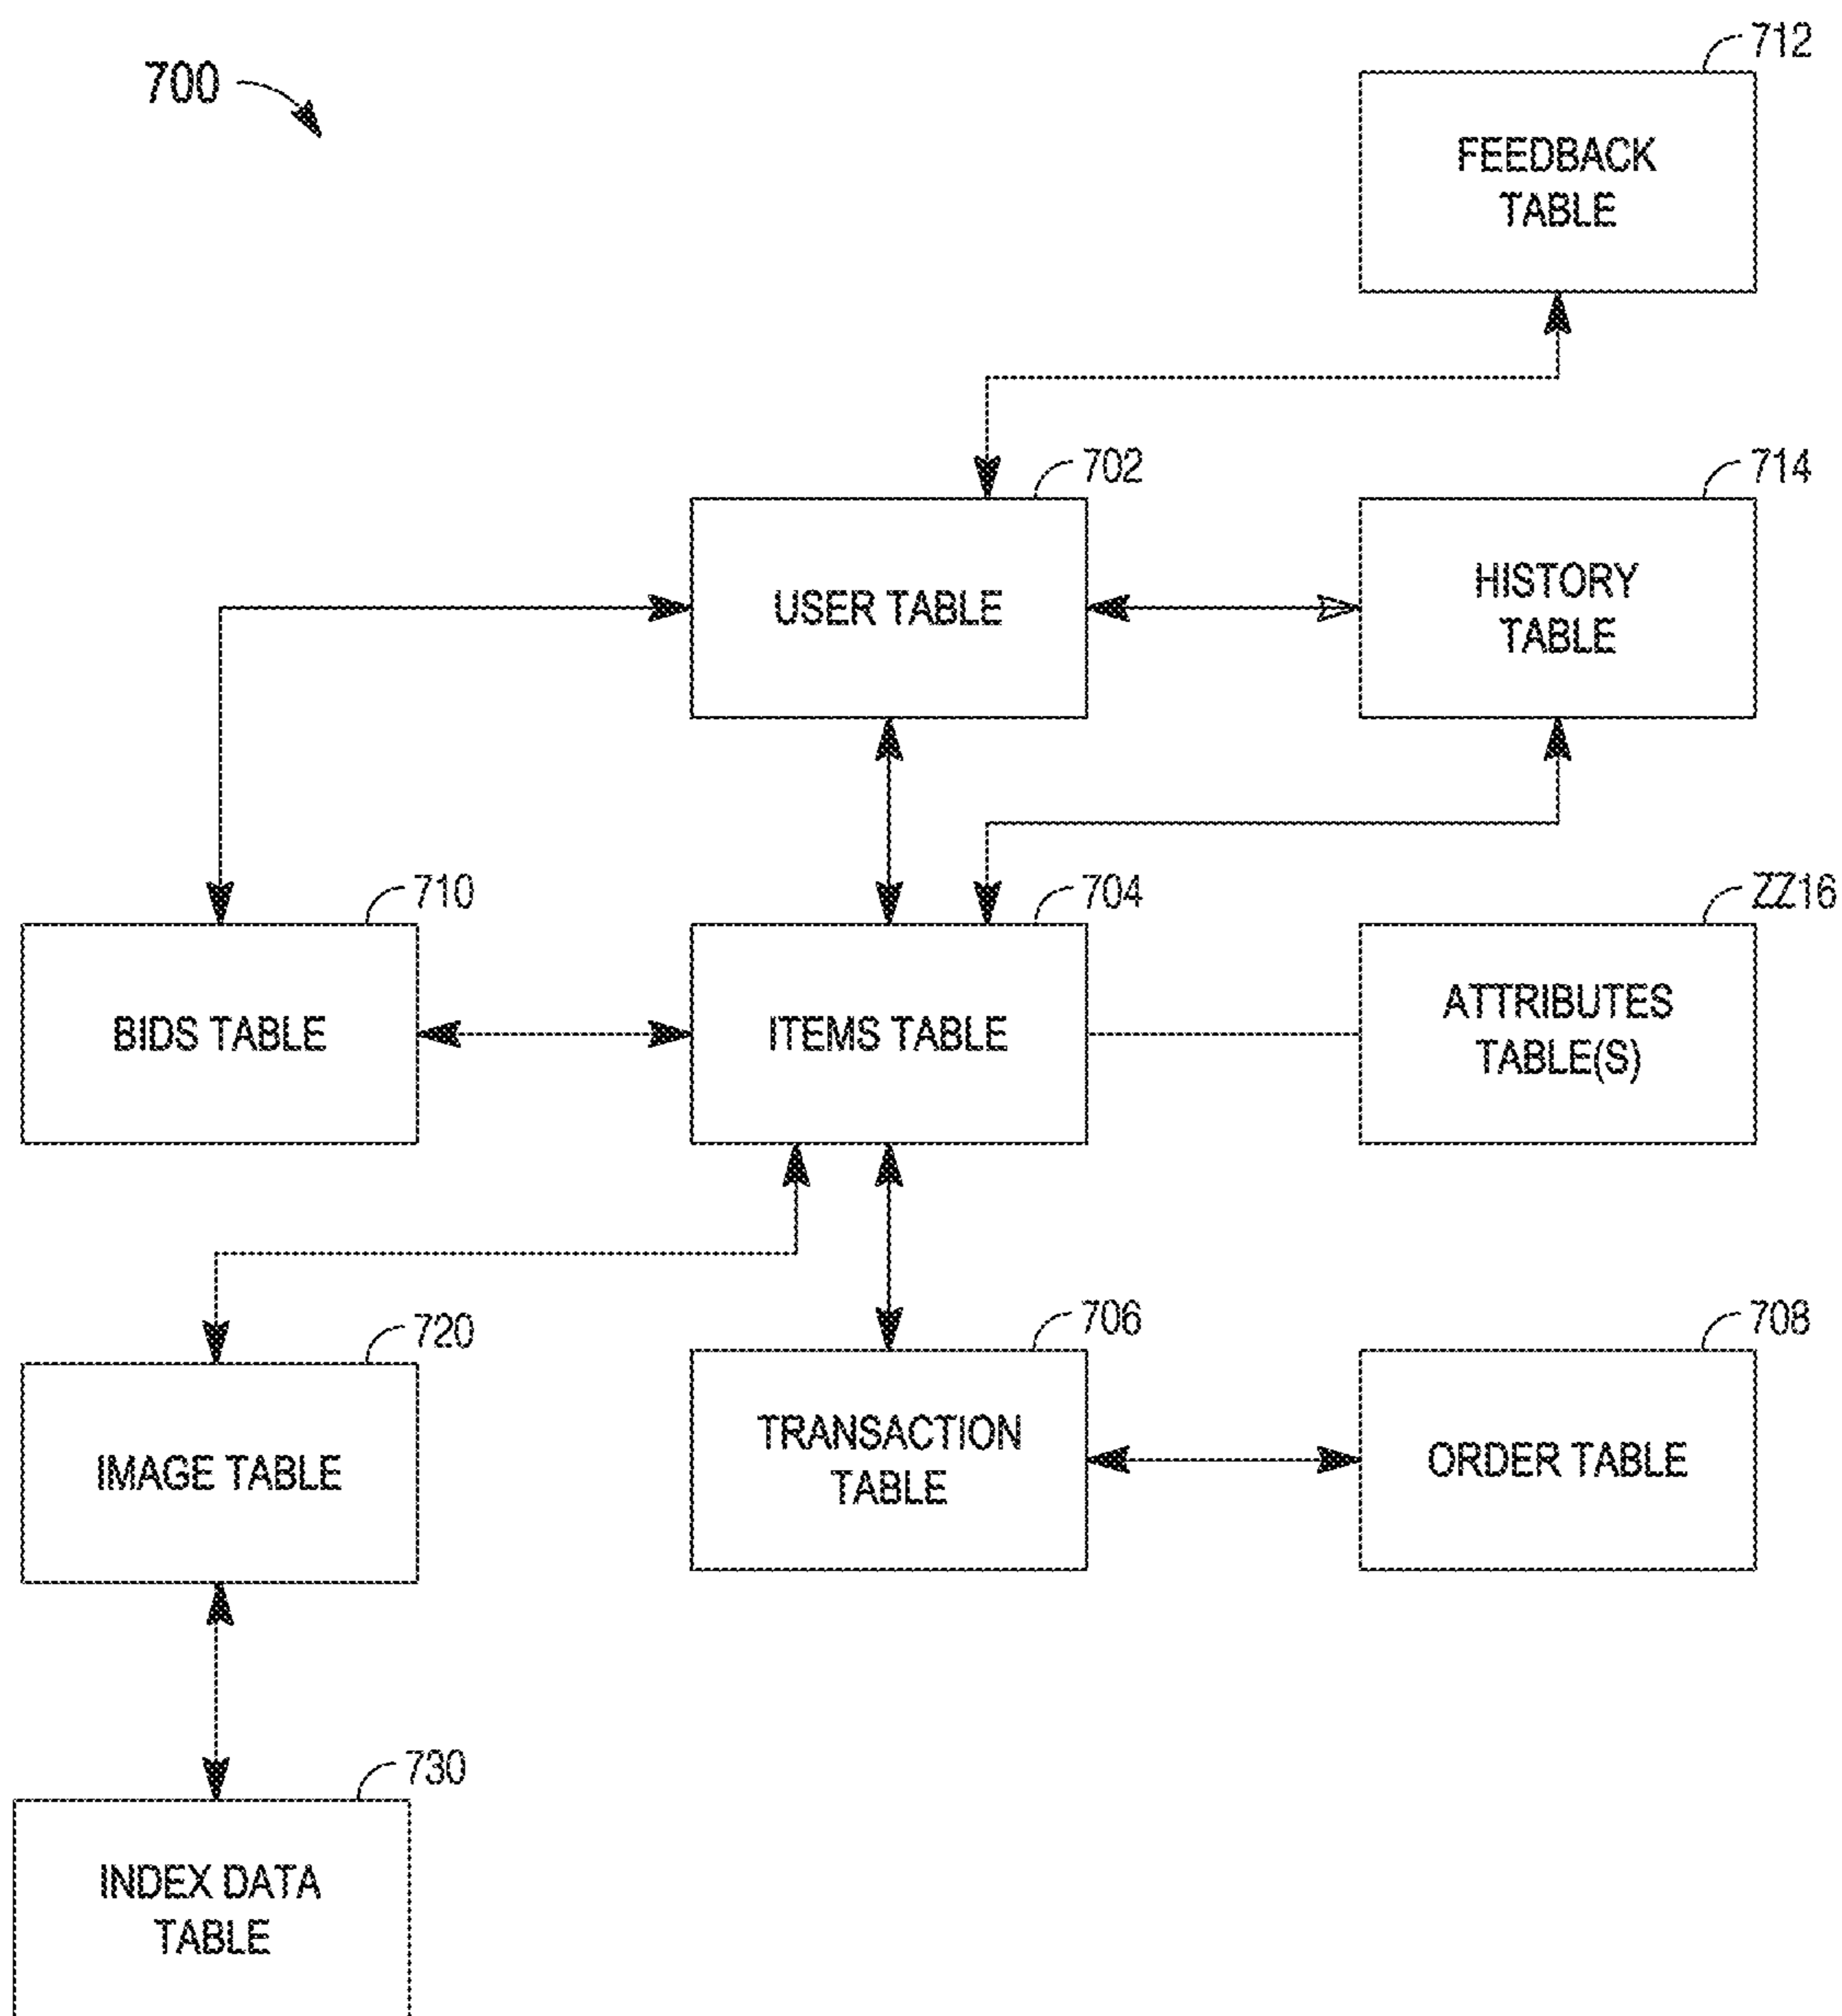 712
700
FEEDBACK
TABLE
702
714
USER TABLE
HISTORY
TABLE
710
704
ZZ16
BIDS TABLE
ITEMS TABLE
ATTRIBUTES
TABLE(S)
720
706
708
IMAGE TABLE
TRANSACTION
TABLE
ORDER TABLE
730
INDEX DATA
TABLE